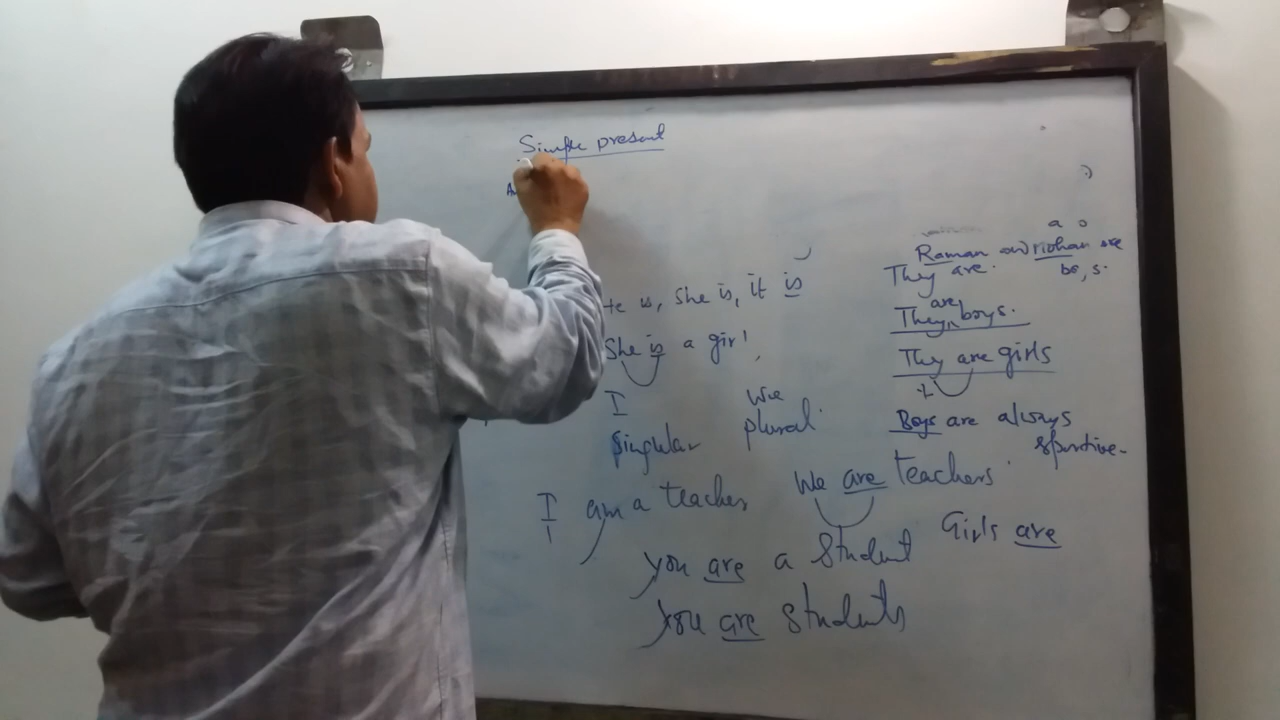 Simple present
He is, She is, it is
She is a girl,
I We
Singular plural
I am a teacher We are teachers
you are a student
You are students
a o
Raman and riohan are
They are. bo, s.
They are boys.
They are girls
Boys are always
sportive-
Girls are